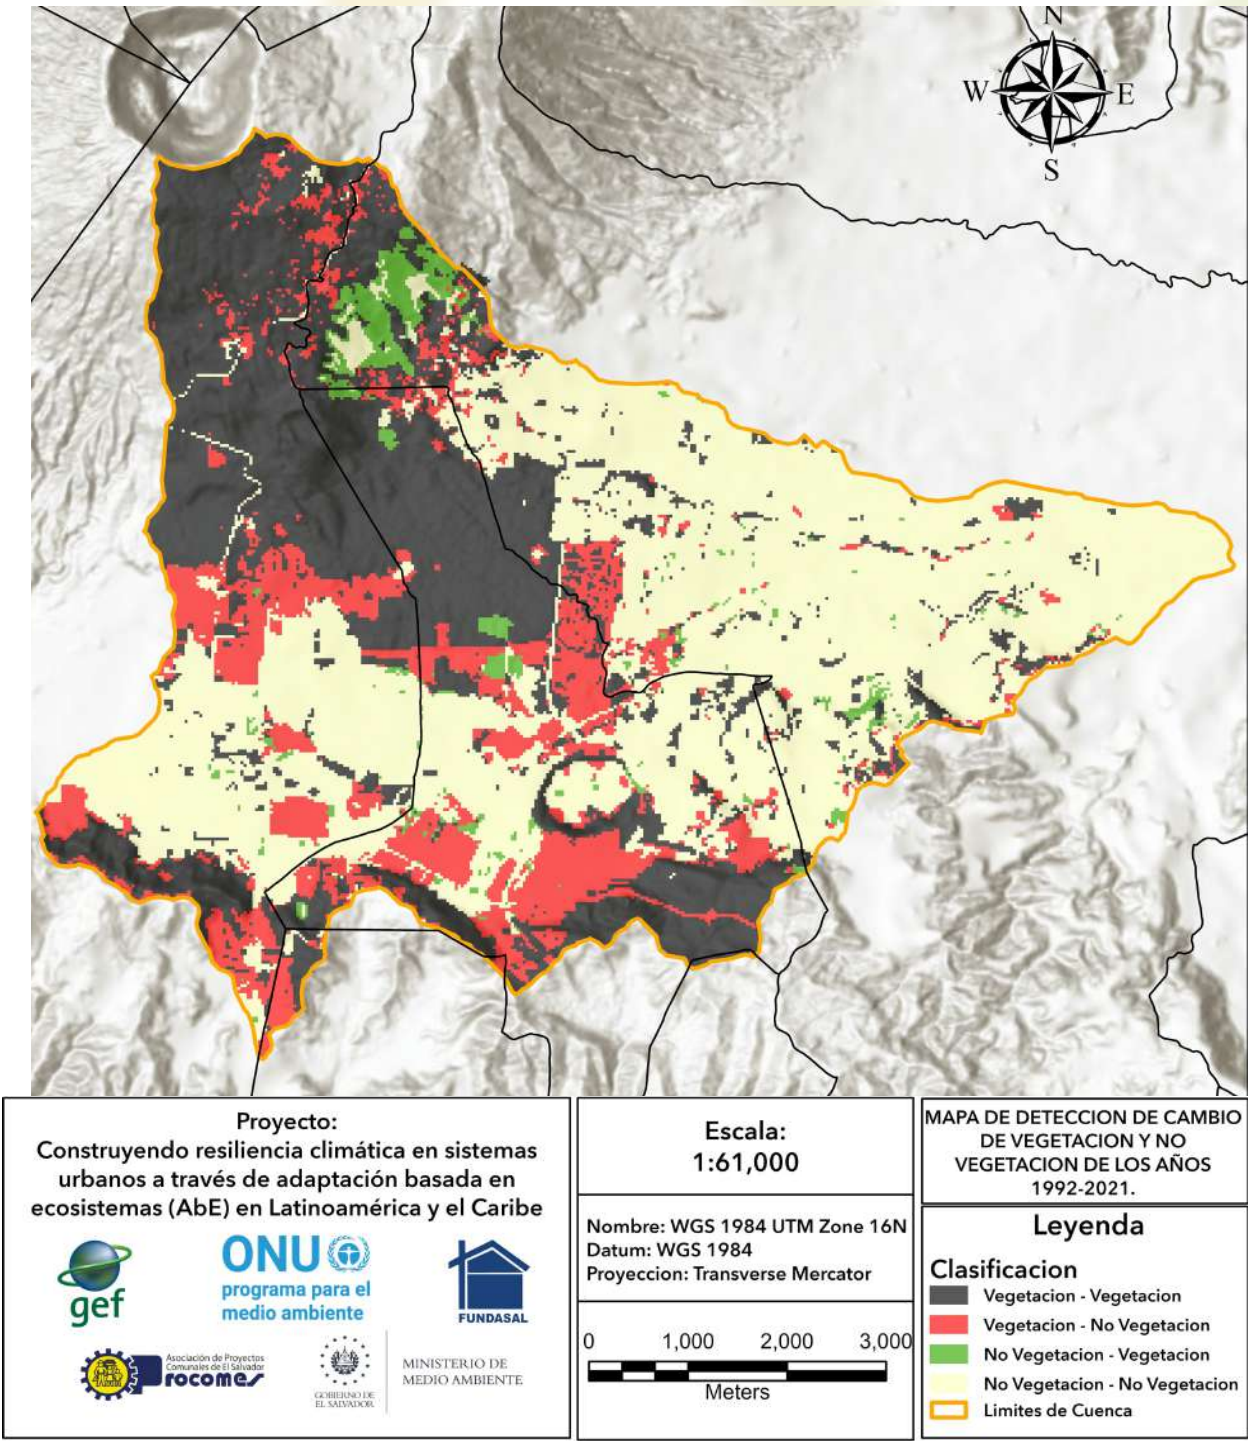 N
W
E
S
Proyecto:
Construyendo resiliencia climática en sistemas
urbanos a través de adaptación basada en
ecosistemas (AbE) en Latinoamérica y el Caribe
gef
ONU
programa para el
medio ambiente
FUNDASAL
Asociación de Proyectos
Comunales de El Salvador
Procomes
GOBIERNO DE
EL SALVADOR
MINISTERIO DE
MEDIO AMBIENTE
Escala:
1:61,000
Nombre: WGS 1984 UTM Zone 16N
Datum: WGS 1984
Proyeccion: Transverse Mercator
0 1,000 2,000 3,000
Meters
MAPA DE DETECCION DE CAMBIO
DE VEGETACION Y NO
VEGETACION DE LOS AÑOS
1992-2021.
Leyenda
Clasificacion
Vegetacion - Vegetacion
Vegetacion - No Vegetacion
No Vegetacion - Vegetacion
No Vegetacion - No Vegetacion
Limites de Cuenca